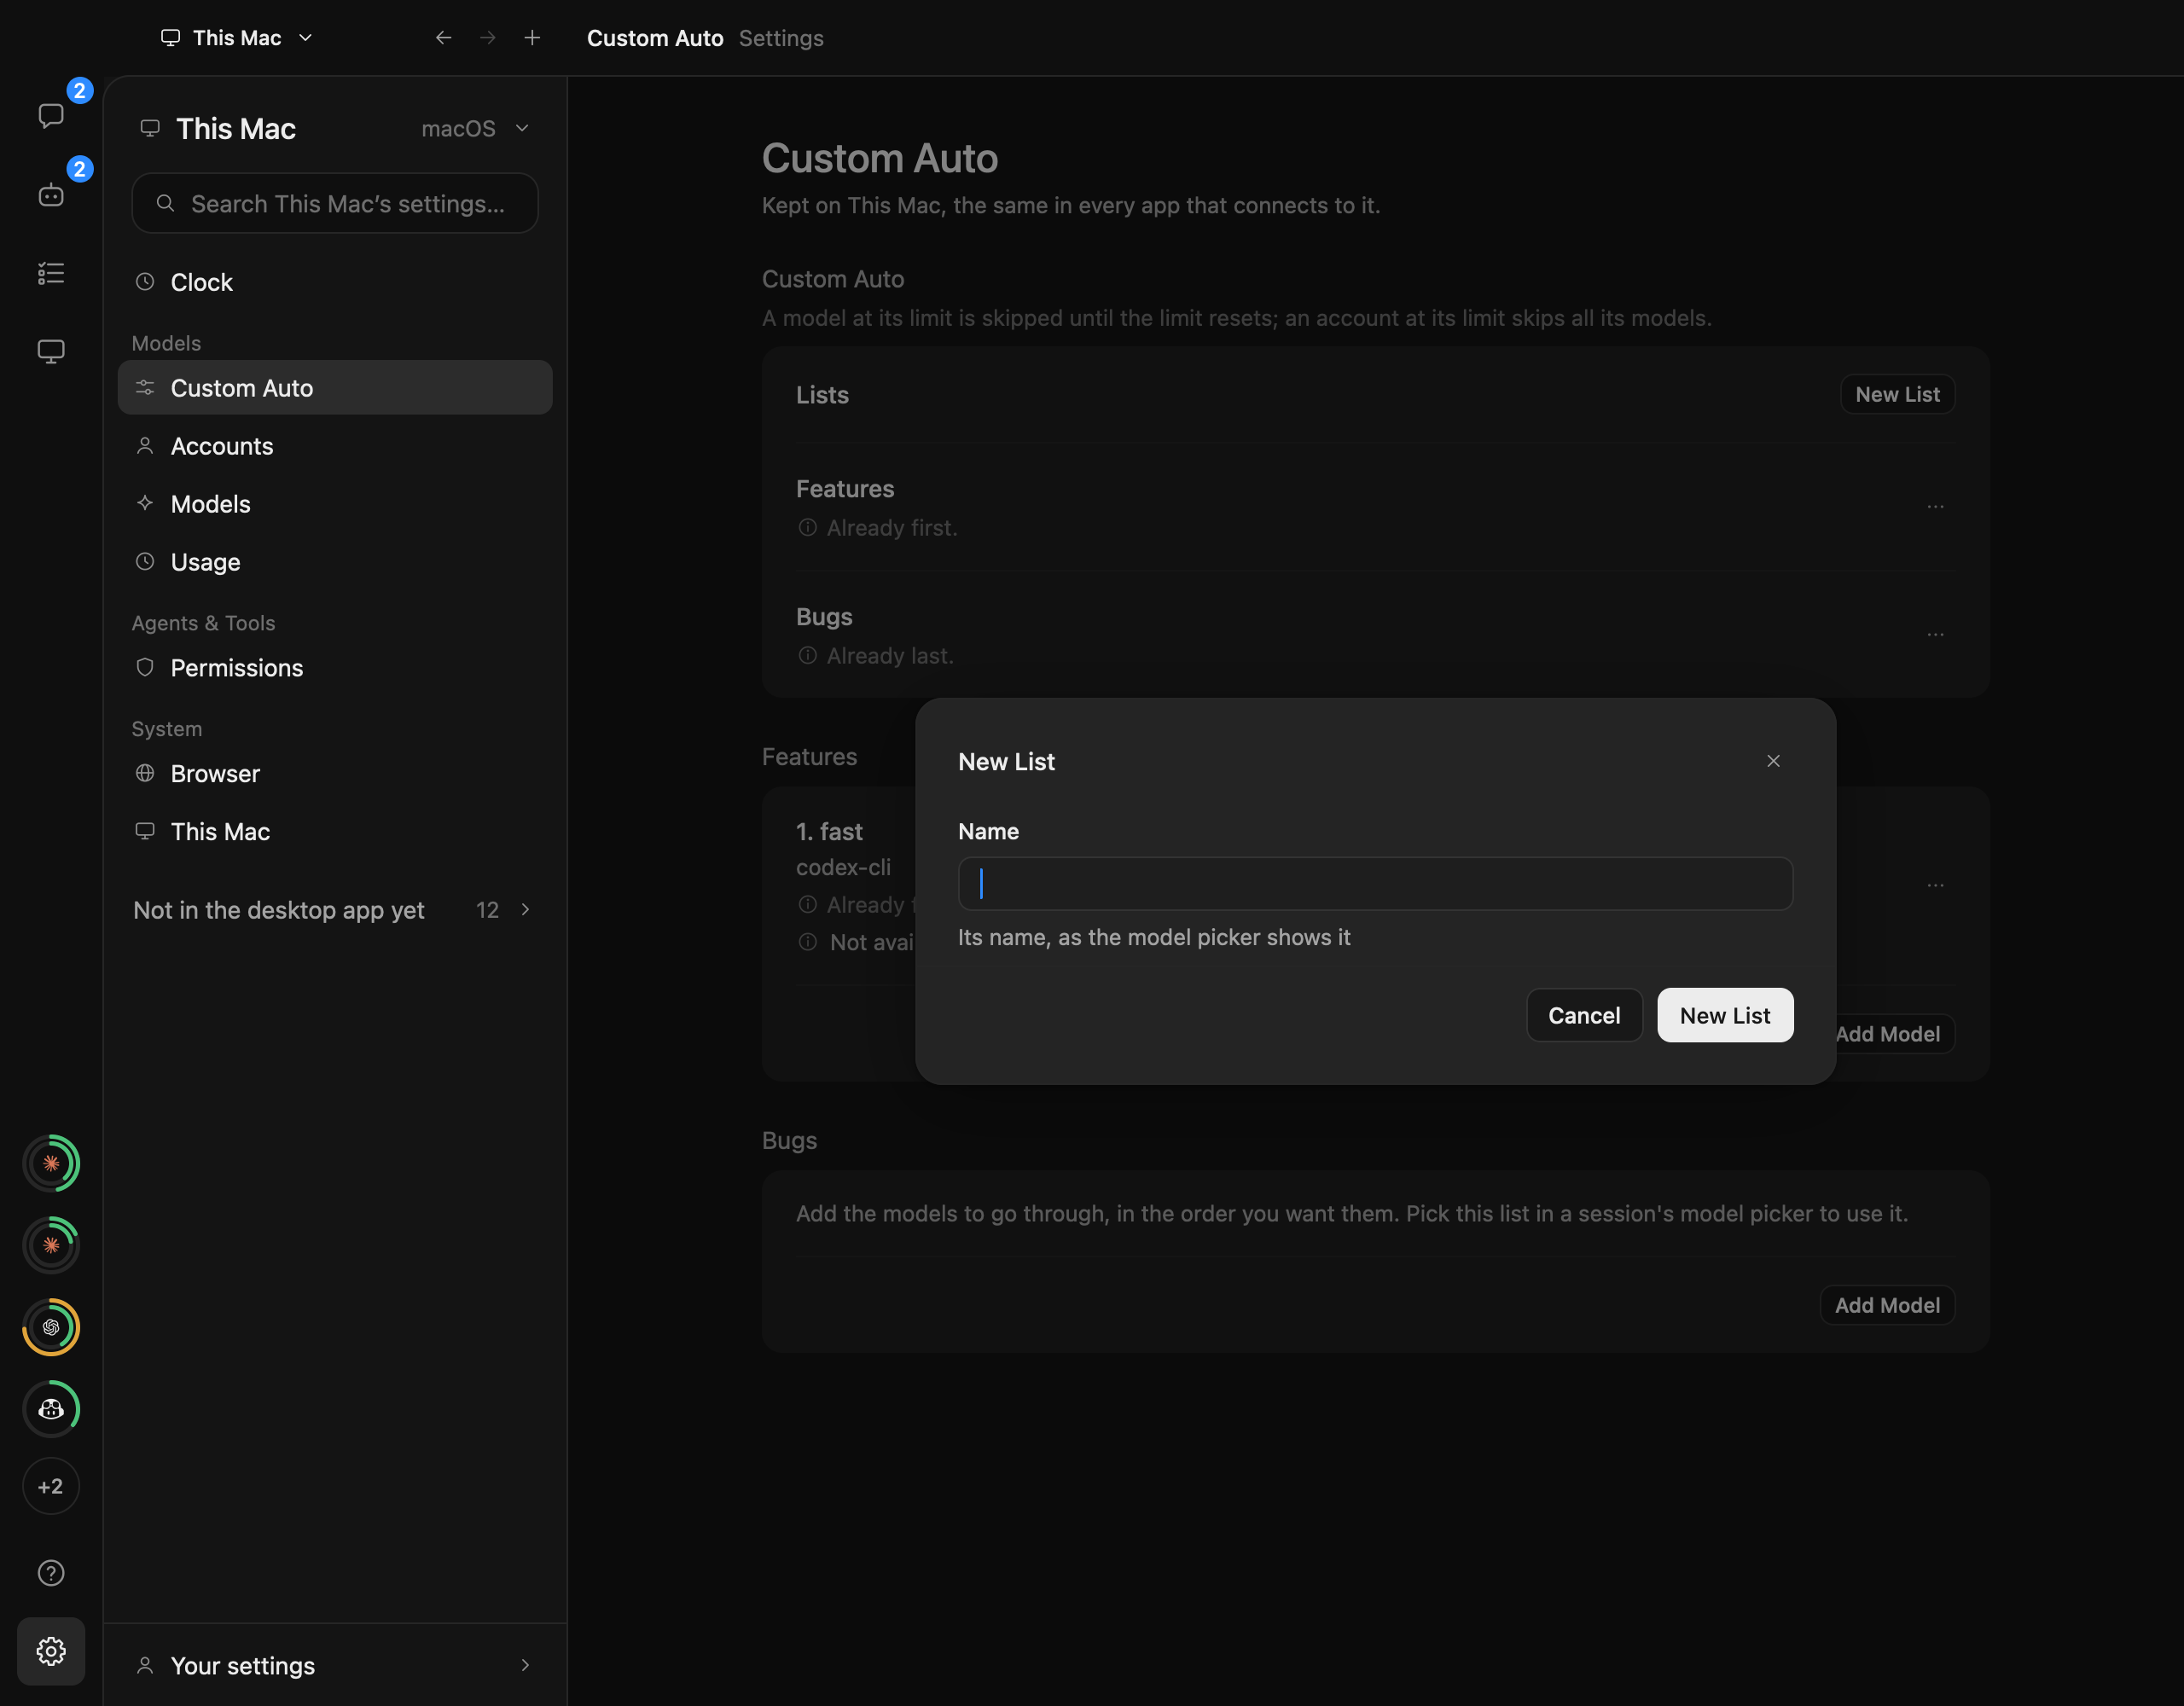 This Mac
Custom Auto Settings
2
2
This Mac macOS
Search This Mac’s settings...
Clock
Models
Custom Auto
Accounts
Models
Usage
Agents & Tools
Permissions
System
Browser
This Mac
Not in the desktop app yet 12
+2
Your settings
Custom Auto
Kept on This Mac, the same in every app that connects to it.
Custom Auto
A model at its limit is skipped until the limit resets; an account at its limit skips all its models.
Lists New List
Features
Already first.
Bugs
Already last.
Features
1. fast
codex-cli
Already
Not avai
Add Model
New List
Name
Its name, as the model picker shows it
Cancel New List
Bugs
Add the models to go through, in the order you want them. Pick this list in a session's model picker to use it.
Add Model